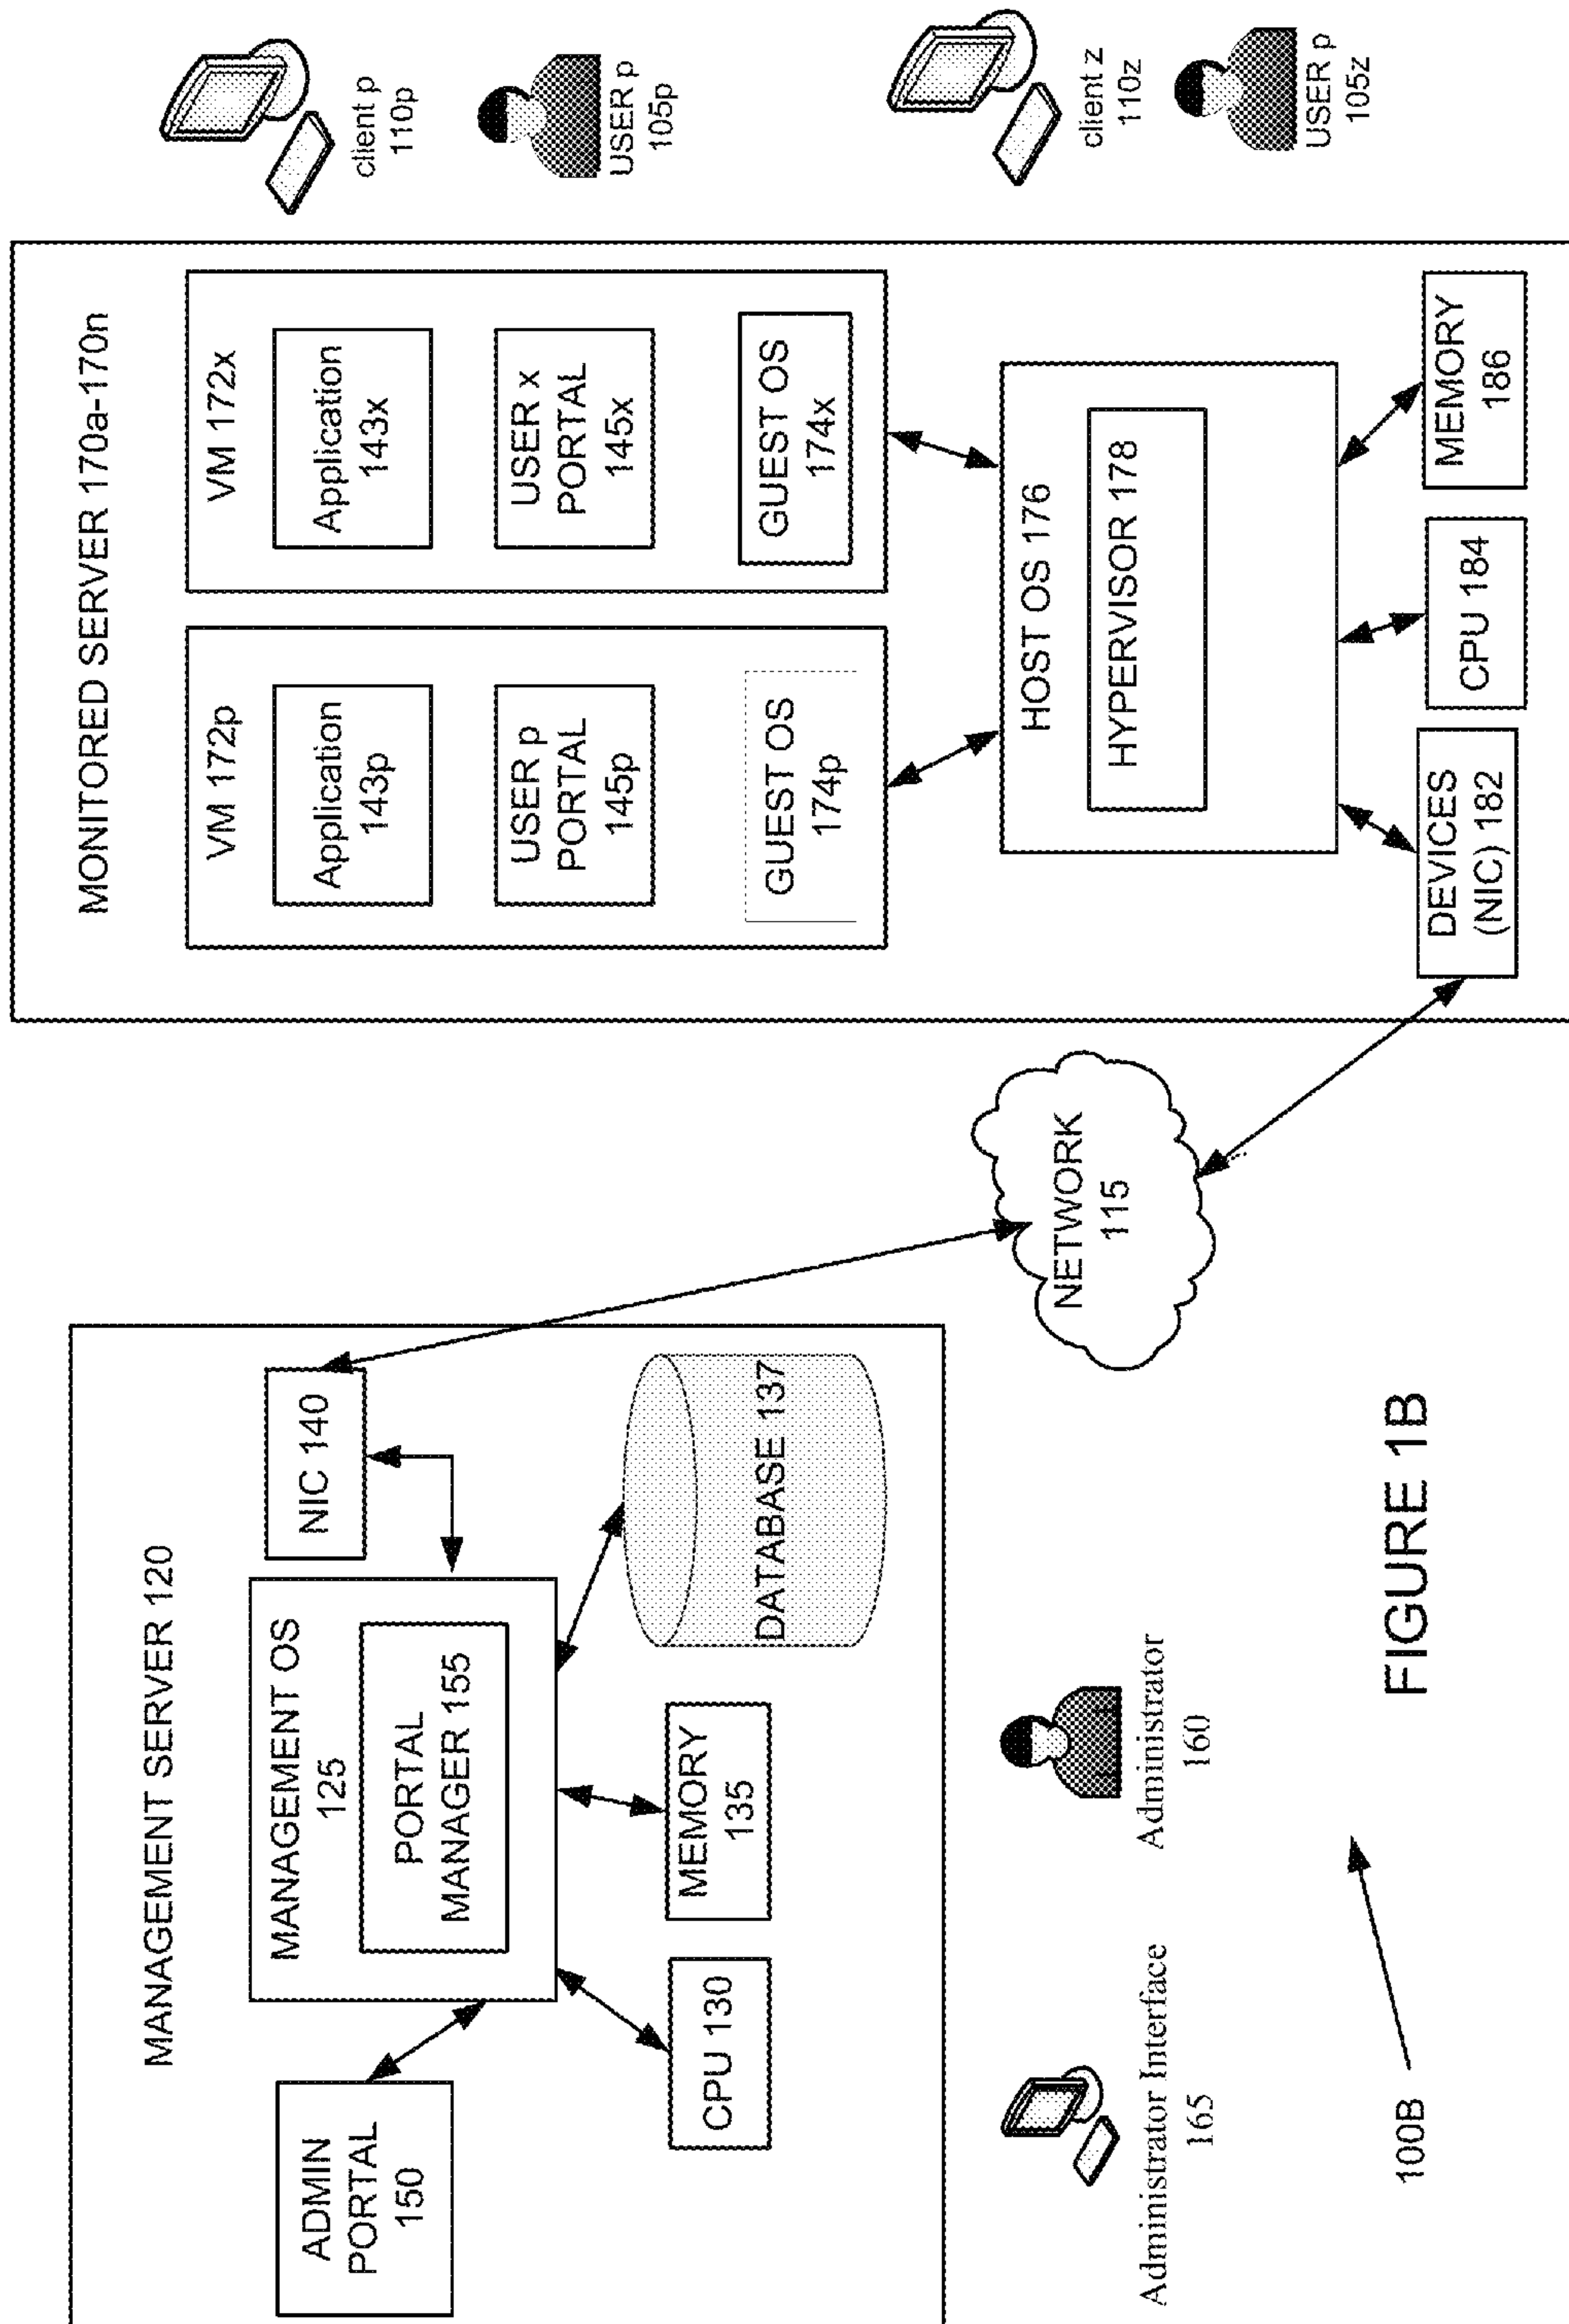 MANAGEMENT SERVER 120
ADMIN
PORTAL
150
MANAGEMENT OS
125
PORTAL
MANAGER 155
NIC 140
CPU 130
MEMORY
135
DATABASE 137
Administrator Interface
165
Administrator
160
NETWORK
115
MONITORED SERVER 170a-170n
VM 172p
Application
143p
USER p
PORTAL
145p
GUEST OS
174p
VM 172x
Application
143x
USER x
PORTAL
145x
GUEST OS
174x
HOST OS 176
HYPERVISOR 178
DEVICES
(NIC) 182
CPU 184
MEMORY
186
client p
110p
USER p
105p
client z
110z
USER p
105z
100B
FIGURE 1B